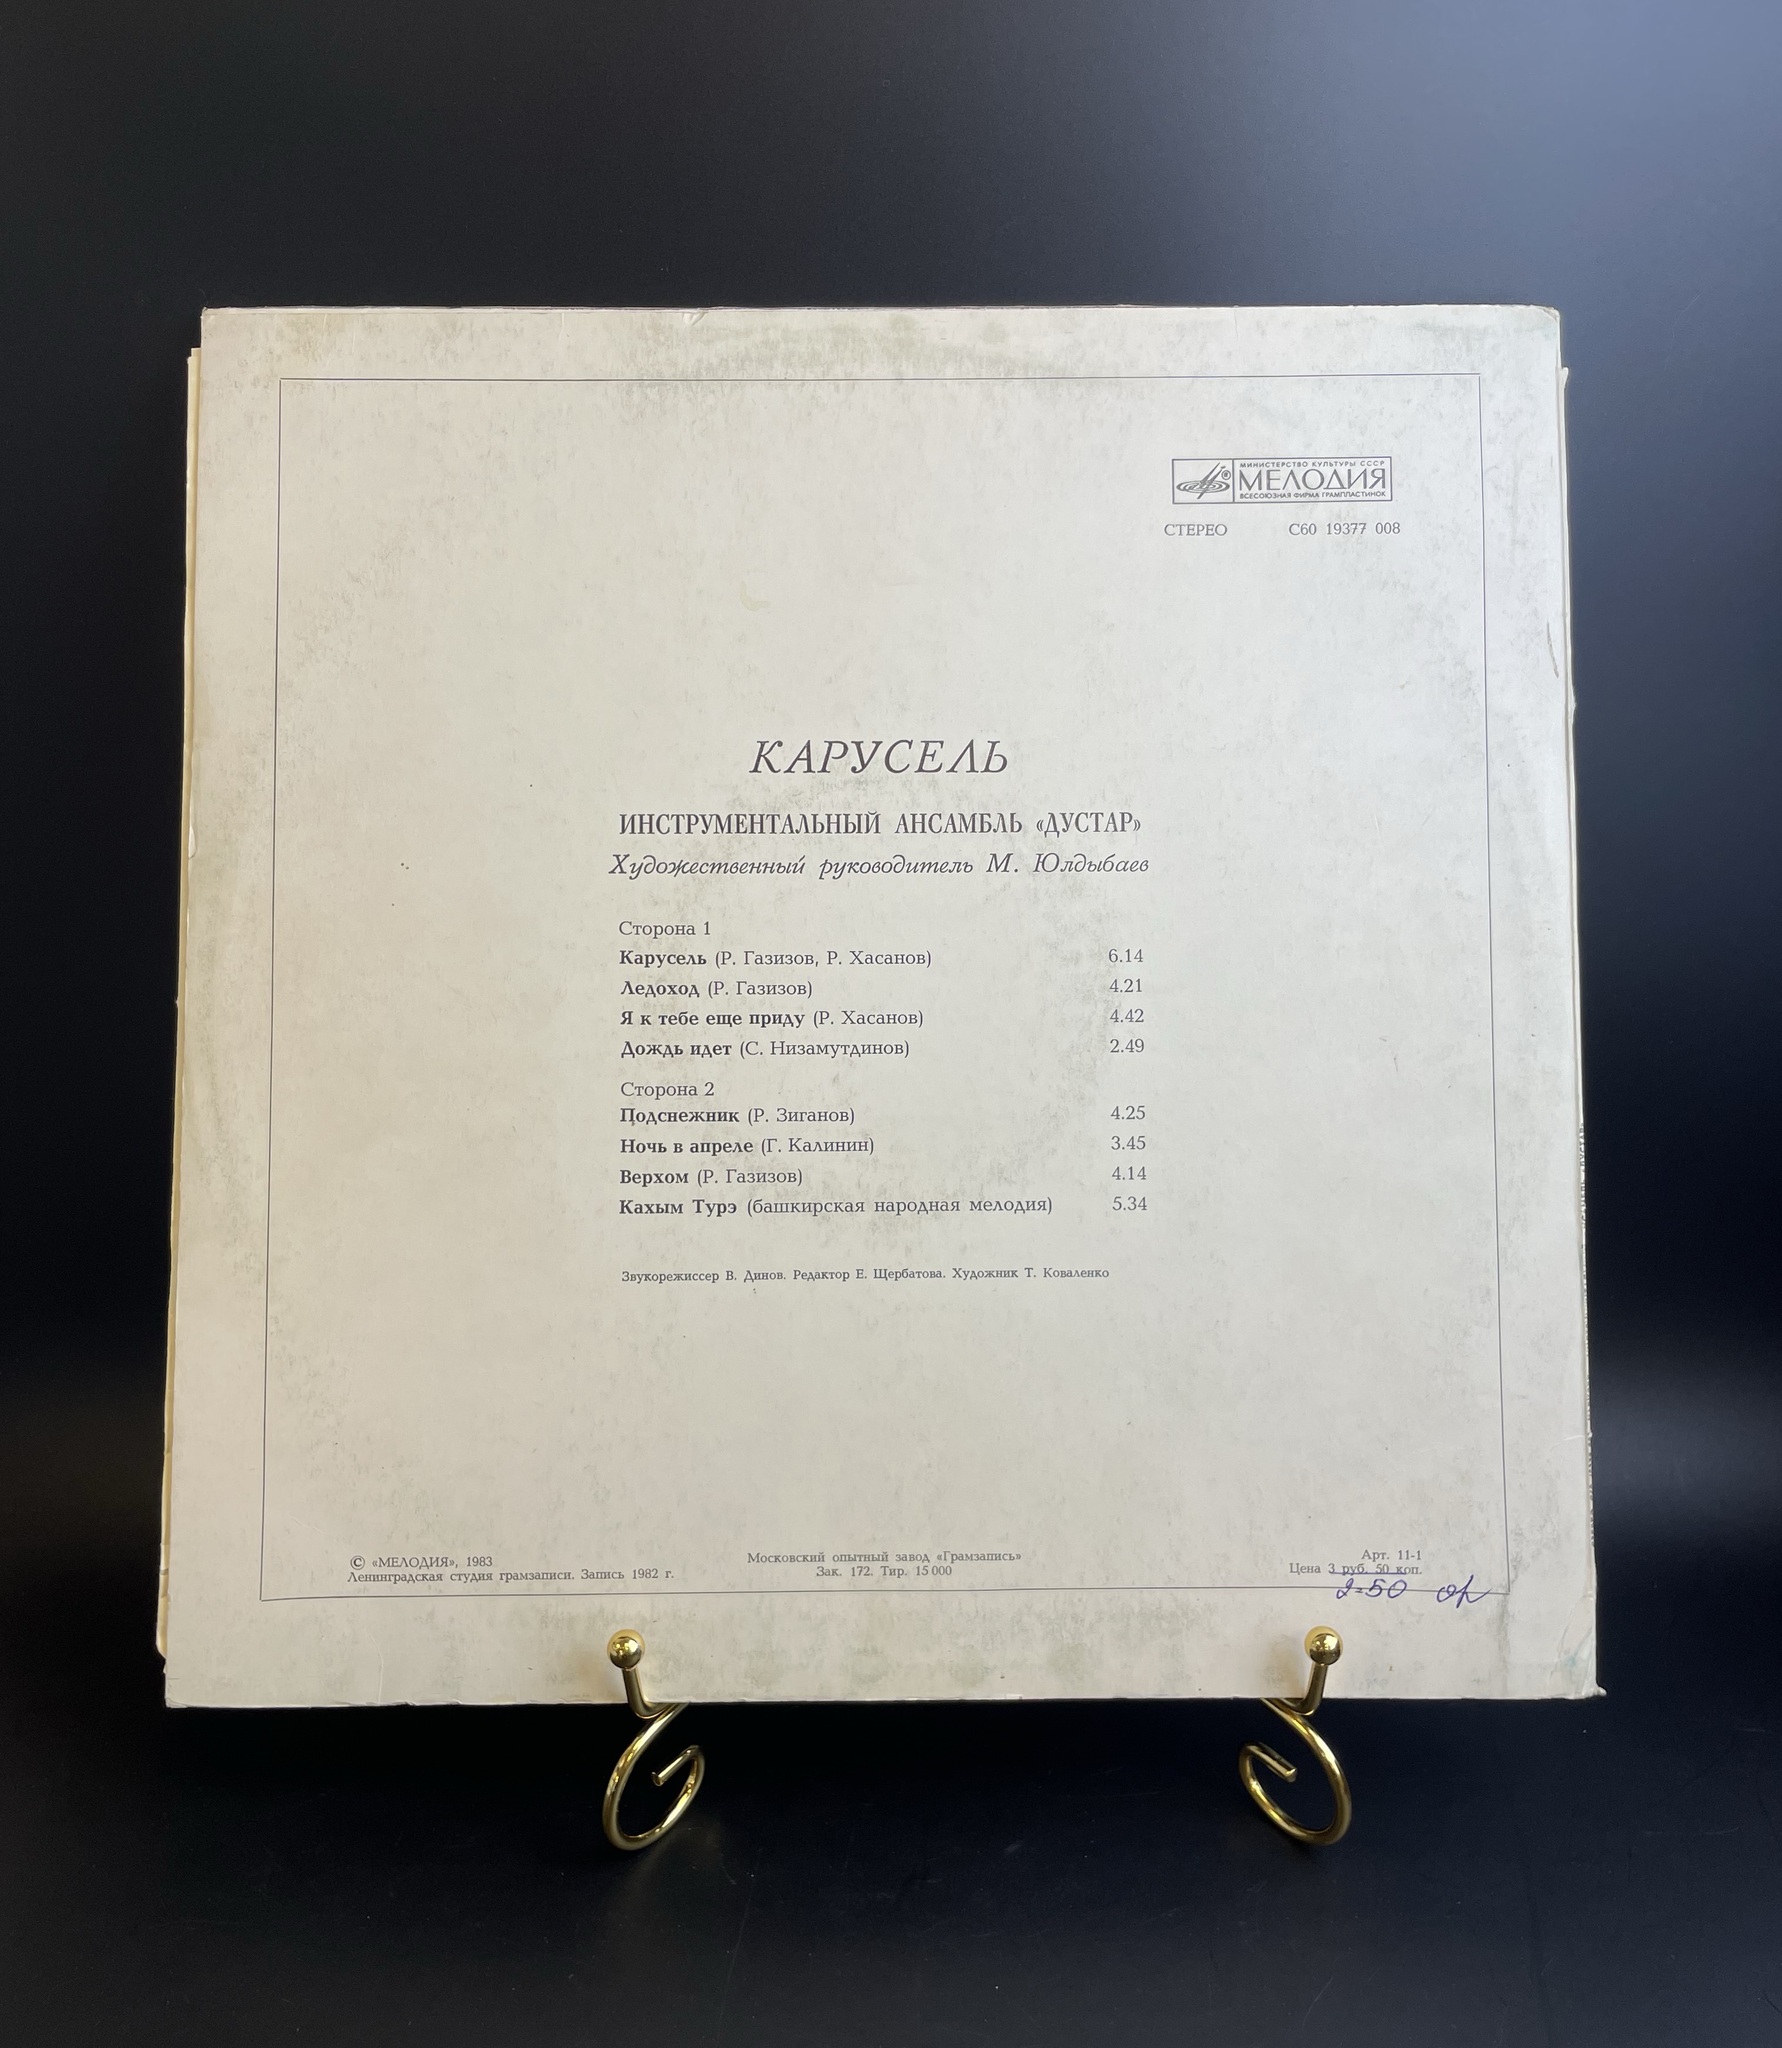 МИНИСТЕРСТВО КУЛЬТУРЫ СССР
МЕЛОДИЯ
ВСЕСОЮЗНАЯ ФИРМА ГРАМПЛАСТИНОК
СТЕРЕО С60 19377 008
КАРУСЕЛЬ
ИНСТРУМЕНТАЛЬНЫЙ АНСАМБЛЬ «ДУСТАР»
Художественный руководитель М. Юлдыбаев
Сторона 1
Карусель (Р. Газизов, Р. Хасанов) 6.14
Ледоход (Р. Газизов) 4.21
Я к тебе еще приду (Р. Хасанов) 4.42
Дождь идет (С. Низамутдинов) 2.49
Сторона 2
Подснежник (Р. Зиганов) 4.25
Ночь в апреле (Г. Калинин) 3.45
Верхом (Р. Газизов) 4.14
Кахым Турэ (башкирская народная мелодия) 5.34
Звукорежиссер В. Динов. Редактор Е. Щербатова. Художник Т. Коваленко
© «МЕЛОДИЯ», 1983
Ленинградская студия грамзаписи. Запись 1982 г.
Московский опытный завод «Грамзапись»
Зак. 172. Тир. 15 000
Арт. 11-1
Цена 3 руб. 50 коп.
2-50